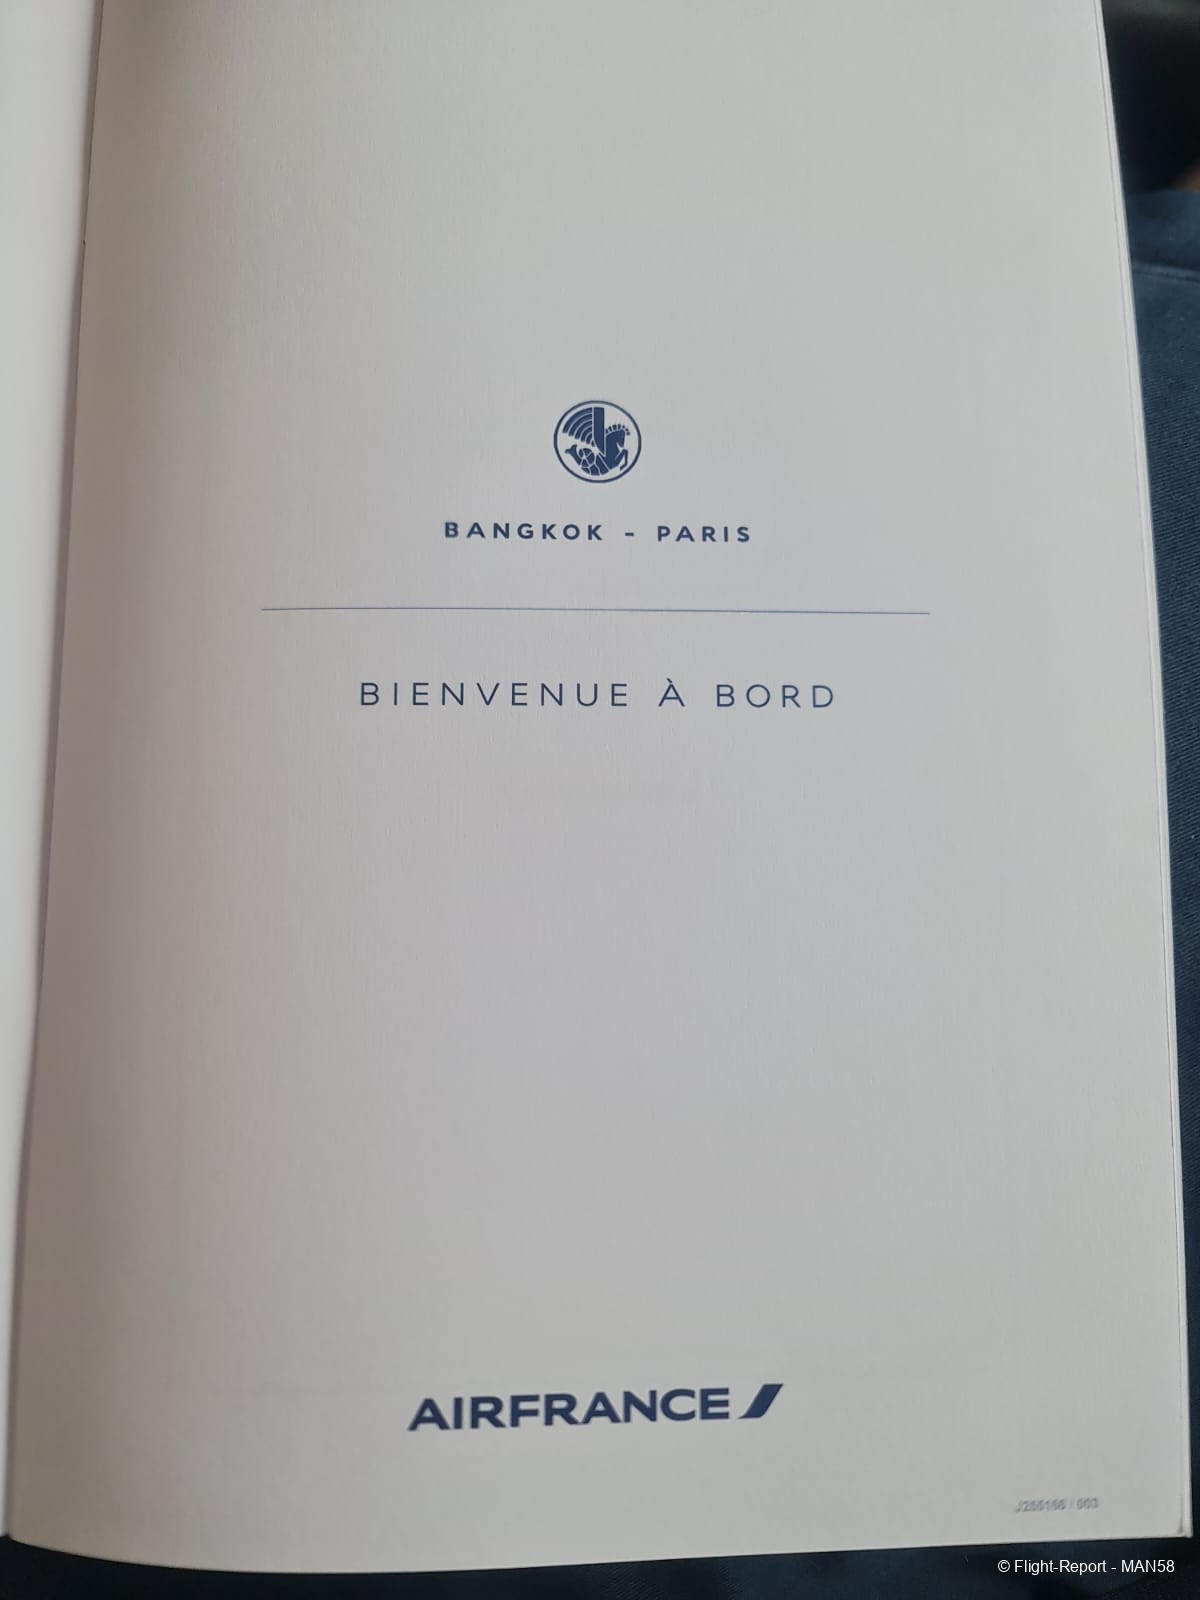 BANGKOK - PARIS
BIENVENUE À BORD
AIRFRANCE
© Flight-Report - MAN58